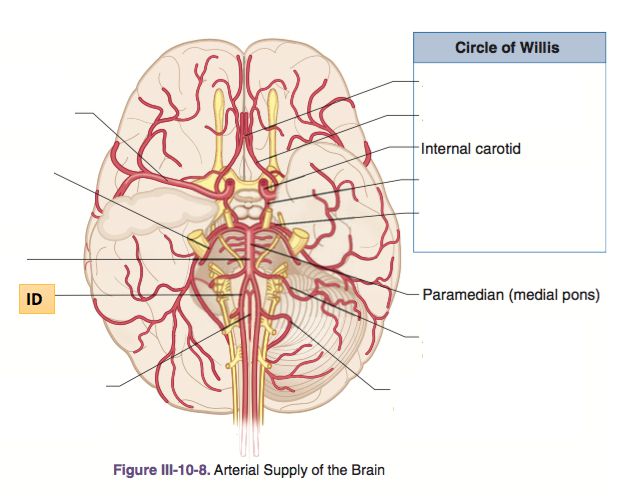 Circle of Willis
Internal carotid
ID
Paramedian (medial pons)
Figure III-10-8. Arterial Supply of the Brain